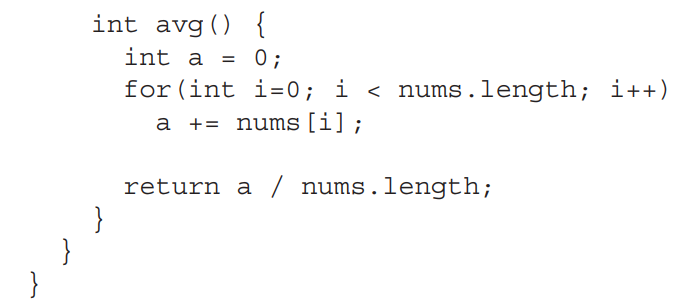 int avg() {
int a = 0;
for(int i=0; i < nums.length; i++)
a += nums[i];
return a / nums.length;
}
}
}